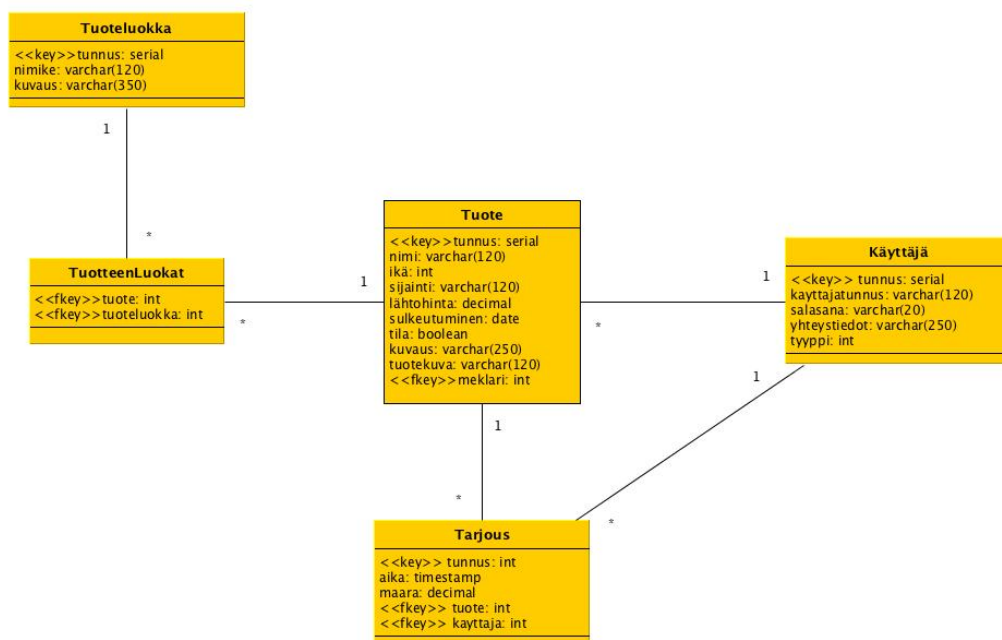 Tuoteluokka
<<key>>tunnus: serial
nimike: varchar(120)
kuvaus: varchar(350)
1
*
TuotteenLuokat
<<fkey>>tuote: int
<<fkey>>tuoteluokka: int
1
*
Tuote
<<key>>tunnus: serial
nimi: varchar(120)
ikä: int
sijainti: varchar(120)
lähtohinta: decimal
sulkeutuminen: date
tila: boolean
kuvaus: varchar(250)
tuotekuva: varchar(120)
<<fkey>>meklari: int
1
*
Käyttäjä
<<key>> tunnus: serial
kayttajatunnus: varchar(120)
salasana: varchar(20)
yhteystiedot: varchar(250)
tyyppi: int
1
*
1
*
Tarjous
<<key>> tunnus: int
aika: timestamp
maara: decimal
<<fkey>> tuote: int
<<fkey>> kayttaja: int